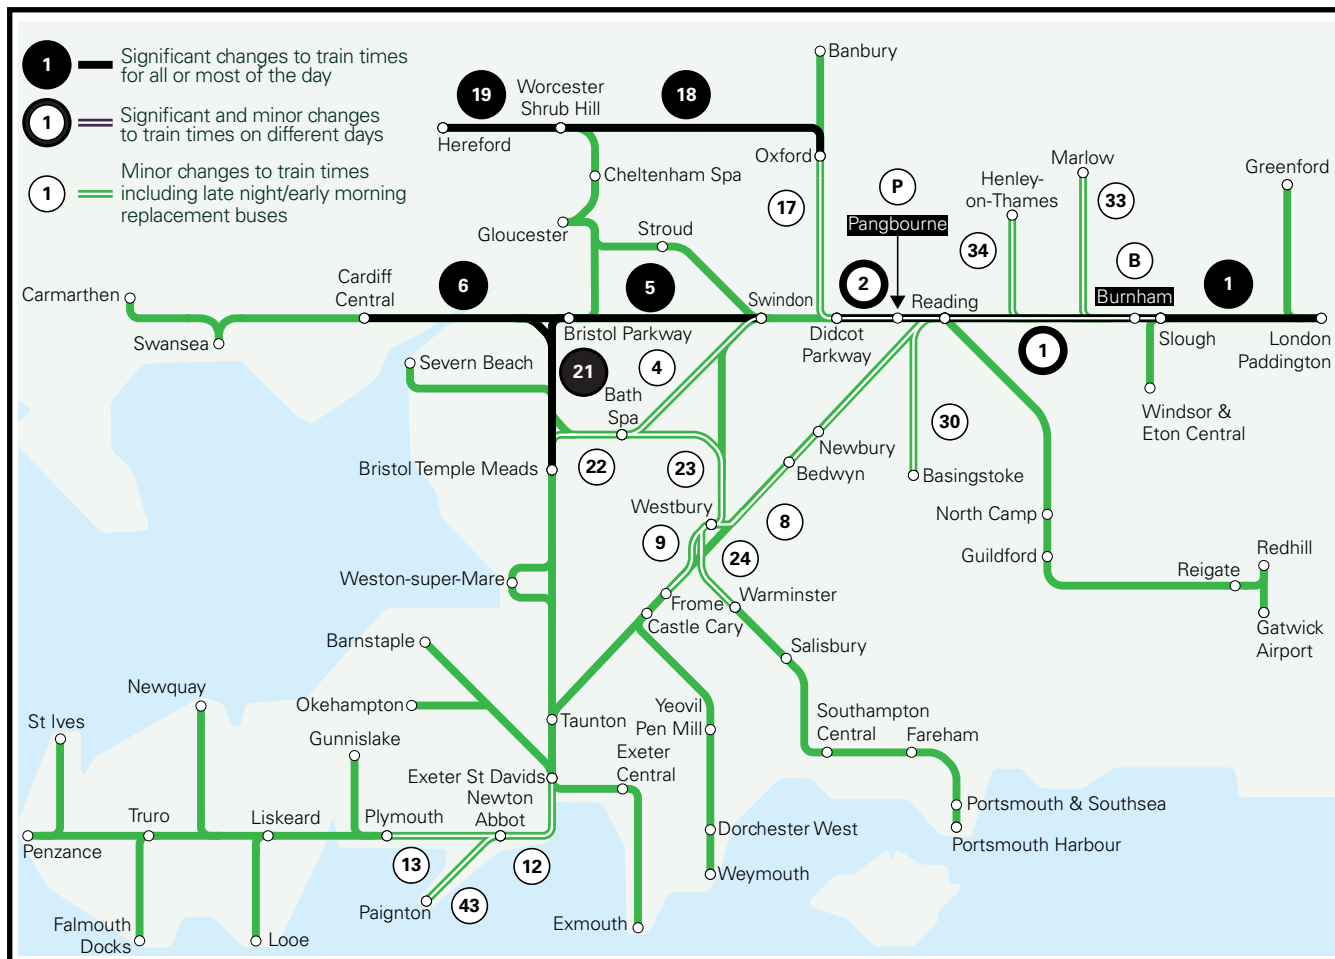 1
Significant changes to train times
for all or most of the day
1
Significant and minor changes
to train times on different days
1
Minor changes to train times
including late night/early morning
replacement buses
19
Worcester
Shrub Hill
18
Banbury
Hereford
Oxford
Cheltenham Spa
P
Henley-
on-Thames
Marlow
33
Greenford
17
Pangbourne
Gloucester
Stroud
34
B
Cardiff
Central
6
5
2
Burnham
1
Carmarthen
Swansea
Bristol Parkway
Swindon
Didcot
Parkway
Reading
Slough
London
Paddington
1
Severn Beach
21
4
Bath
Spa
Windsor &
Eton Central
30
Newbury
Bedwyn
Basingstoke
Bristol Temple Meads
22
23
Westbury
8
North Camp
9
24
Guildford
Redhill
Reigate
Gatwick
Airport
Weston-super-Mare
Frome
Castle Cary
Warminster
Salisbury
Barnstaple
Newquay
Okehampton
St Ives
Gunnislake
Taunton
Yeovil
Pen Mill
Southampton
Central
Fareham
Exeter St Davids
Exeter
Central
Newton
Abbot
Penzance
Truro
Liskeard
Plymouth
Portsmouth & Southsea
Portsmouth Harbour
Dorchester West
Weymouth
13
12
43
Paignton
Exmouth
Falmouth
Docks
Looe